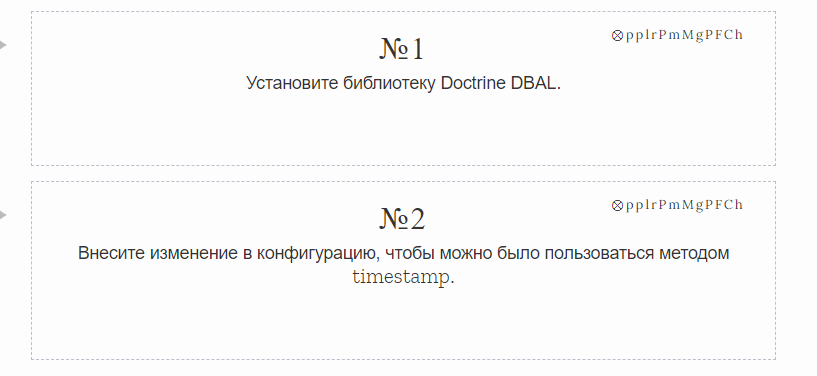 ⊗pplrPmMgPFCh
№1
Установите библиотеку Doctrine DBAL.
⊗pplrPmMgPFCh
№2
Внесите изменение в конфигурацию, чтобы можно было пользоваться методом
timestamp.